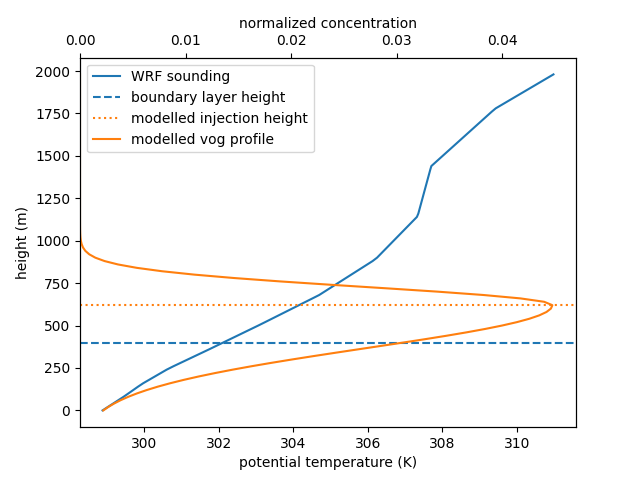 normalized concentration
0.00 0.01 0.02 0.03 0.04
WRF sounding
boundary layer height
modelled injection height
modelled vog profile
height (m)
2000
1750
1500
1250
1000
750
500
250
0
300 302 304 306 308 310
potential temperature (K)